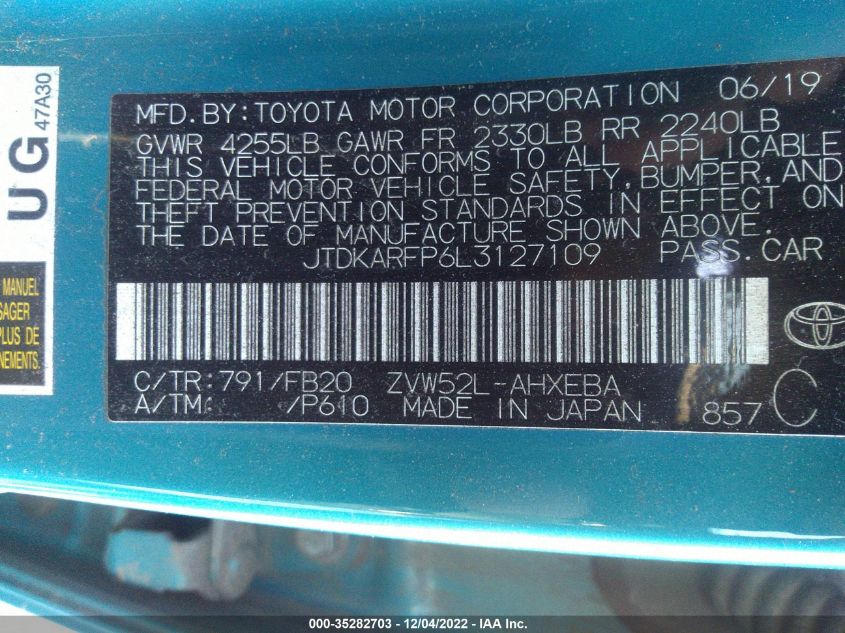 UG
47A30
MANUEL
SAGER
PLUS DE
NEMENTS.
MFD.BY:TOYOTA MOTOR CORPORATION 06/19
GVWR 4255LB GAWR FR 2330LB RR 2240LB
THIS VEHICLE CONFORMS TO ALL APPLICABLE
FEDERAL MOTOR VEHICLE SAFETY,BUMPER,AND
THEFT PREVENTION STANDARDS IN EFFECT ON
THE DATE OF MANUFACTURE SHOWN ABOVE.
JTDKARFP6L3127109 PASS.CAR
C/TR:791/FB20 ZVW52L-AHXEBA
A/TM: /P610 MADE IN JAPAN 857 C
000-35282703 - 12/04/2022 - IAA Inc.